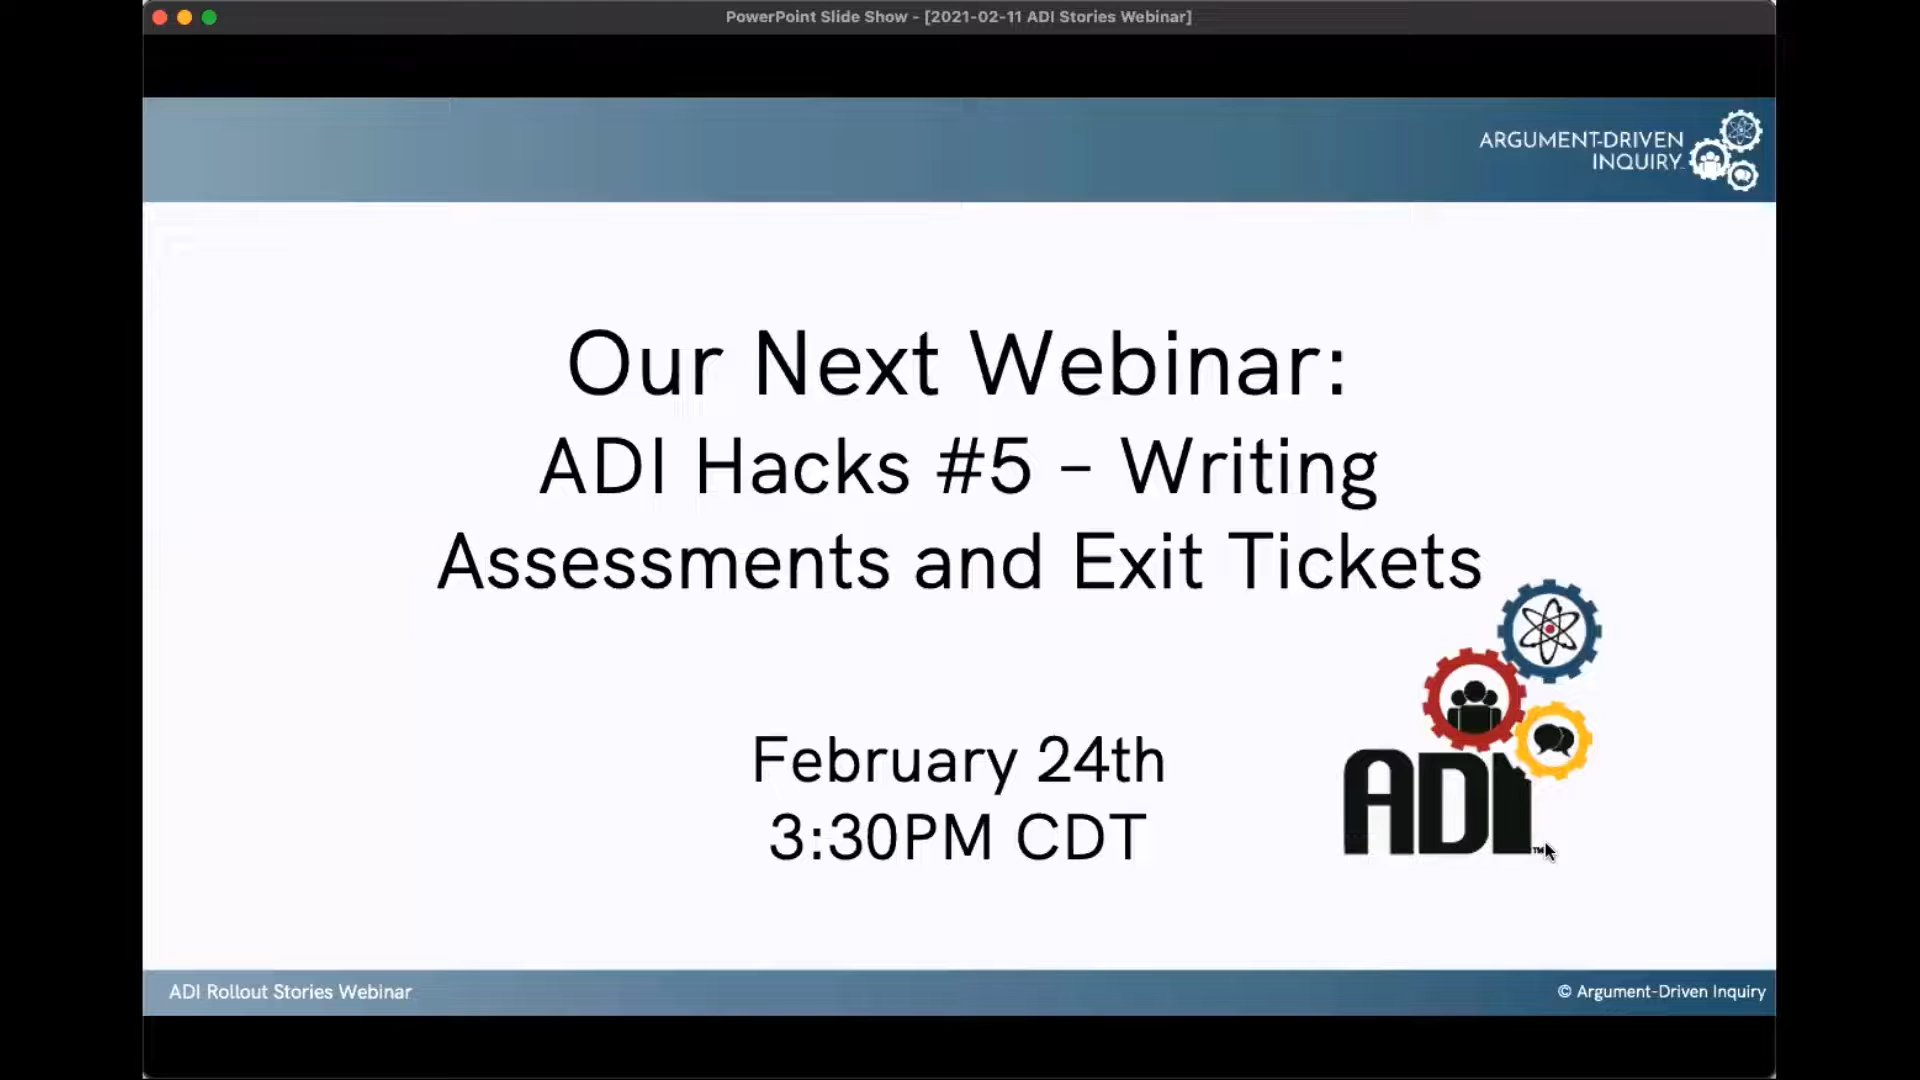 PowerPoint Slide Show - [2021-02-11 ADI Stories Webinar]
ARGUMENT-DRIVEN
INQUIRY
Our Next Webinar:
ADI Hacks #5 – Writing
Assessments and Exit Tickets
February 24th
3:30PM CDT
ADI™
ADI Rollout Stories Webinar
© Argument-Driven Inquiry